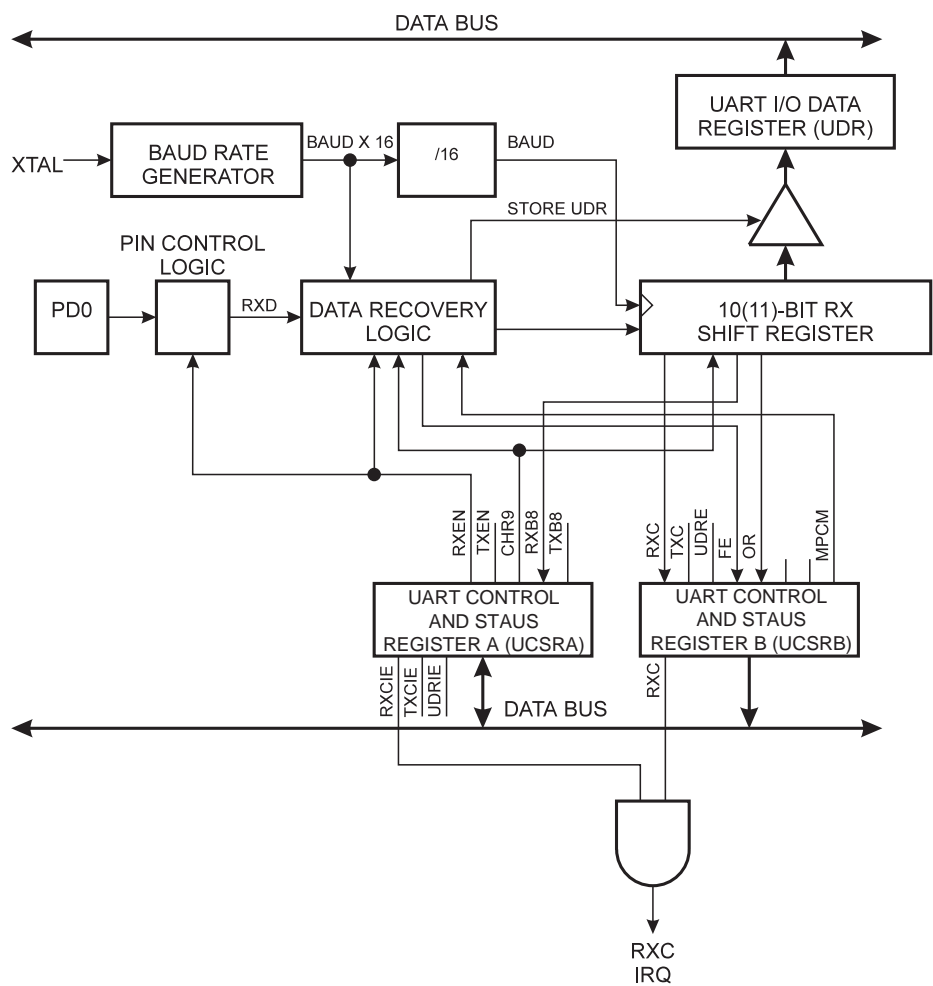 DATA BUS
UART I/O DATA
REGISTER (UDR)
XTAL
BAUD RATE
GENERATOR
BAUD X 16
/16
BAUD
STORE UDR
PIN CONTROL
LOGIC
PD0
RXD
DATA RECOVERY
LOGIC
10(11)-BIT RX
SHIFT REGISTER
RXEN
TXEN
CHR9
RXB8
TXB8
RXC
TXC
UDRE
FE
OR
MPCM
UART CONTROL
AND STAUS
REGISTER A (UCSRA)
UART CONTROL
AND STAUS
REGISTER B (UCSRB)
RXCIE
TXCIE
UDRIE
RXC
DATA BUS
RXC
IRQ